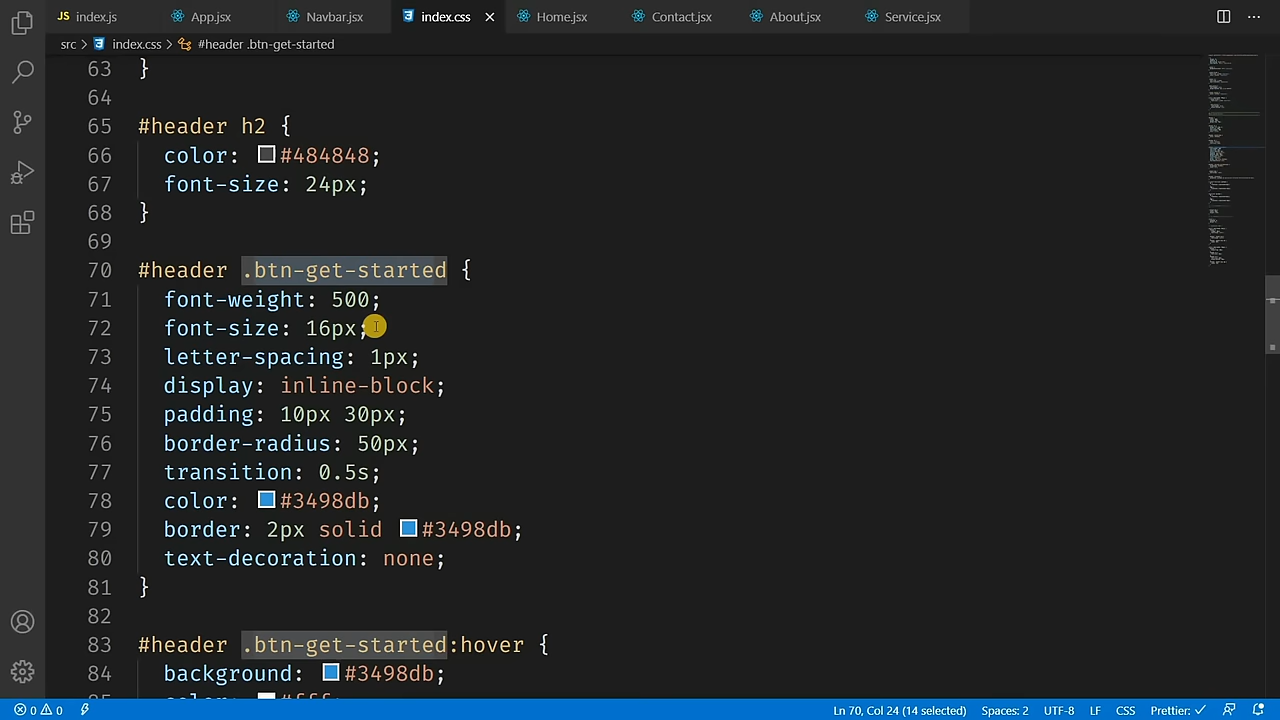 JS index.js App.jsx Navbar.jsx index.css Home.jsx Contact.jsx About.jsx Service.jsx
src > index.css > #header .btn-get-started
63 }
64
65 #header h2 {
66 color: #484848;
67 font-size: 24px;
68 }
69
70 #header .btn-get-started {
71 font-weight: 500;
72 font-size: 16px;
73 letter-spacing: 1px;
74 display: inline-block;
75 padding: 10px 30px;
76 border-radius: 50px;
77 transition: 0.5s;
78 color: #3498db;
79 border: 2px solid #3498db;
80 text-decoration: none;
81 }
82
83 #header .btn-get-started:hover {
84 background: #3498db;
85 color: #fff;
0 0 Ln 70, Col 24 (14 selected) Spaces: 2 UTF-8 LF CSS Prettier: ✓